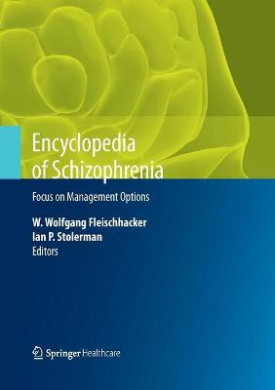 Encyclopedia
of Schizophrenia
Focus on Management Options
W. Wolfgang Fleischhacker
Ian P. Stolerman
Editors
Springer Healthcare